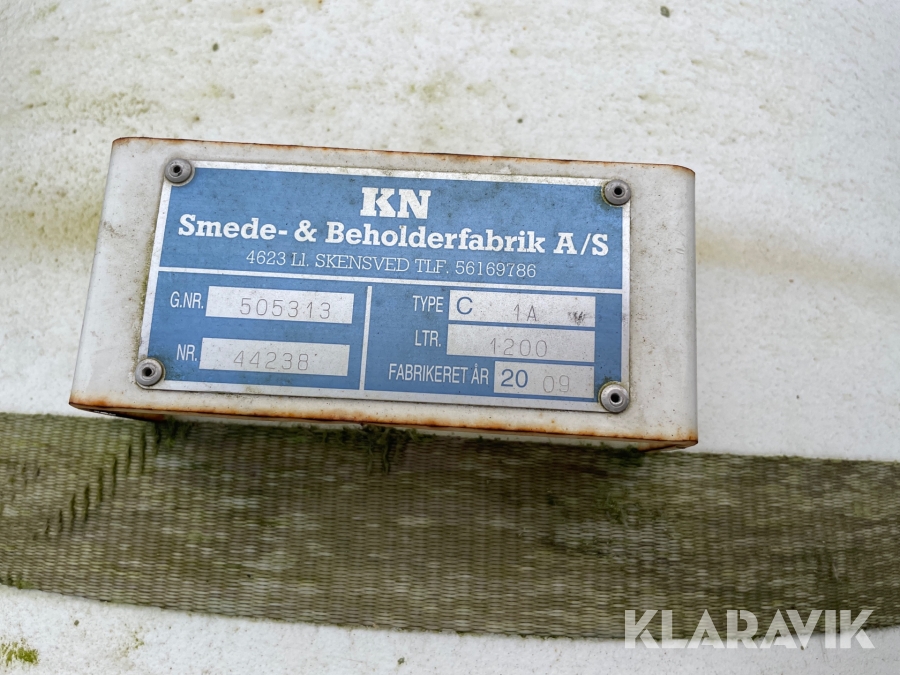 KN
Smede- & Beholderfabrik A/S
4623 Ll. SKENSVED TLF. 56169786
G.NR. 505313
NR. 44238
TYPE C 1A
LTR. 1200
FABRIKERET ÅR 20 09
KLARAVIK